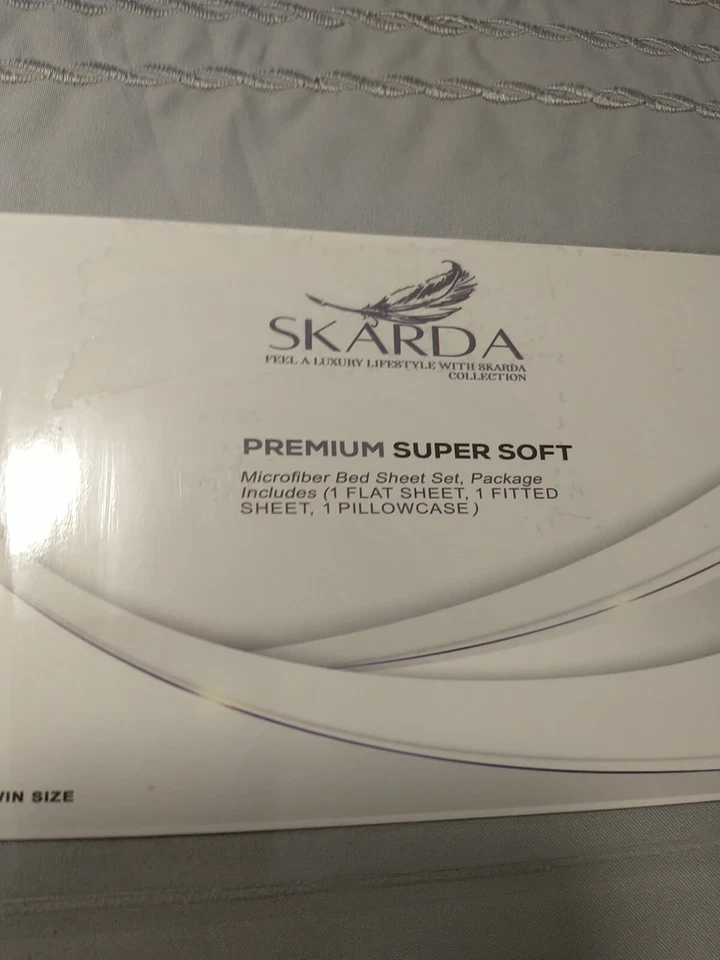 SKARDA
FEEL A LUXURY LIFESTYLE WITH SKARDA
COLLECTION
PREMIUM SUPER SOFT
Microfiber Bed Sheet Set, Package
Includes (1 FLAT SHEET, 1 FITTED
SHEET, 1 PILLOWCASE)
SIZE